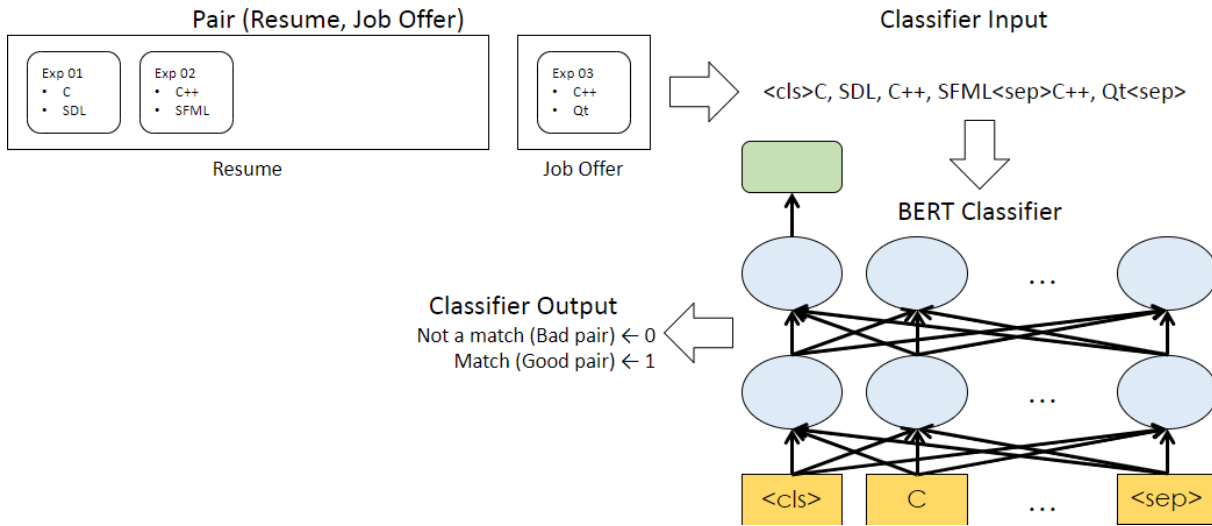 Pair (Resume, Job Offer)
Exp 01
• C
• SDL
Exp 02
• C++
• SFML
Resume
Exp 03
• C++
• Qt
Job Offer
Classifier Input
<cls>C, SDL, C++, SFML<sep>C++, Qt<sep>
BERT Classifier
...
Classifier Output
Not a match (Bad pair) ← 0
Match (Good pair) ← 1
...
<cls> C ... <sep>